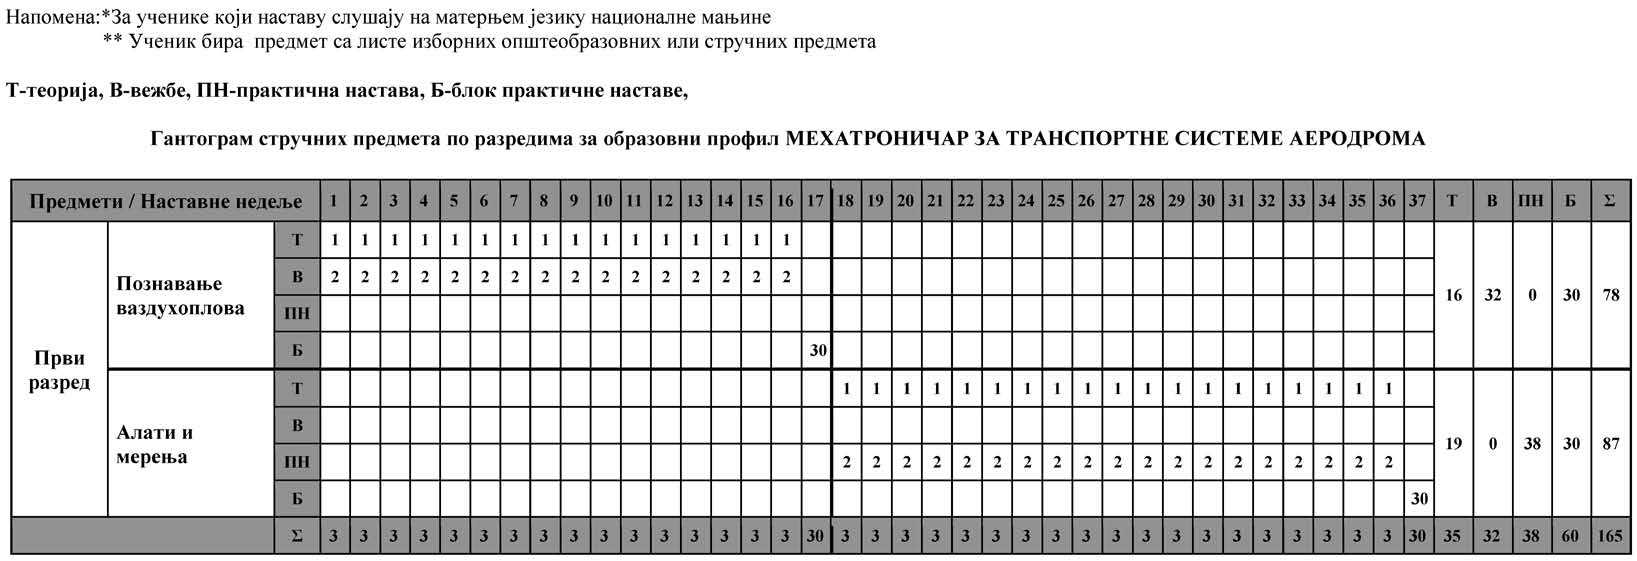 Напомена:*За ученике који наставу слушају на матерњем језику националне мањине
** Ученик бира предмет са листе изборних општеобразовних или стручних предмета
Т-теорија, В-вежбе, ПН-практична настава, Б-блок практичне наставе,
Гантограм стручних предмета по разредима за образовни профил МЕХАТРОНИЧАР ЗА ТРАНСПОРТНЕ СИСТЕМЕ АЕРОДРОМА
Предмети / Наставне недеље 1 2 3 4 5 6 7 8 9 10 11 12 13 14 15 16 17 18 19 20 21 22 23 24 25 26 27 28 29 30 31 32 33 34 35 36 37 Т В ПН Б Σ
Први разред
Познавање ваздухоплова
Т 1 1 1 1 1 1 1 1 1 1 1 1 1 1 1 1
В 2 2 2 2 2 2 2 2 2 2 2 2 2 2 2 2
ПН
Б 30
16 32 0 30 78
Алати и мерења
Т 1 1 1 1 1 1 1 1 1 1 1 1 1 1 1 1 1 1 1
В
ПН 2 2 2 2 2 2 2 2 2 2 2 2 2 2 2 2 2 2 2
Б 30
19 0 38 30 87
Σ 3 3 3 3 3 3 3 3 3 3 3 3 3 3 3 3 30 3 3 3 3 3 3 3 3 3 3 3 3 3 3 3 3 3 3 3 30 35 32 38 60 165